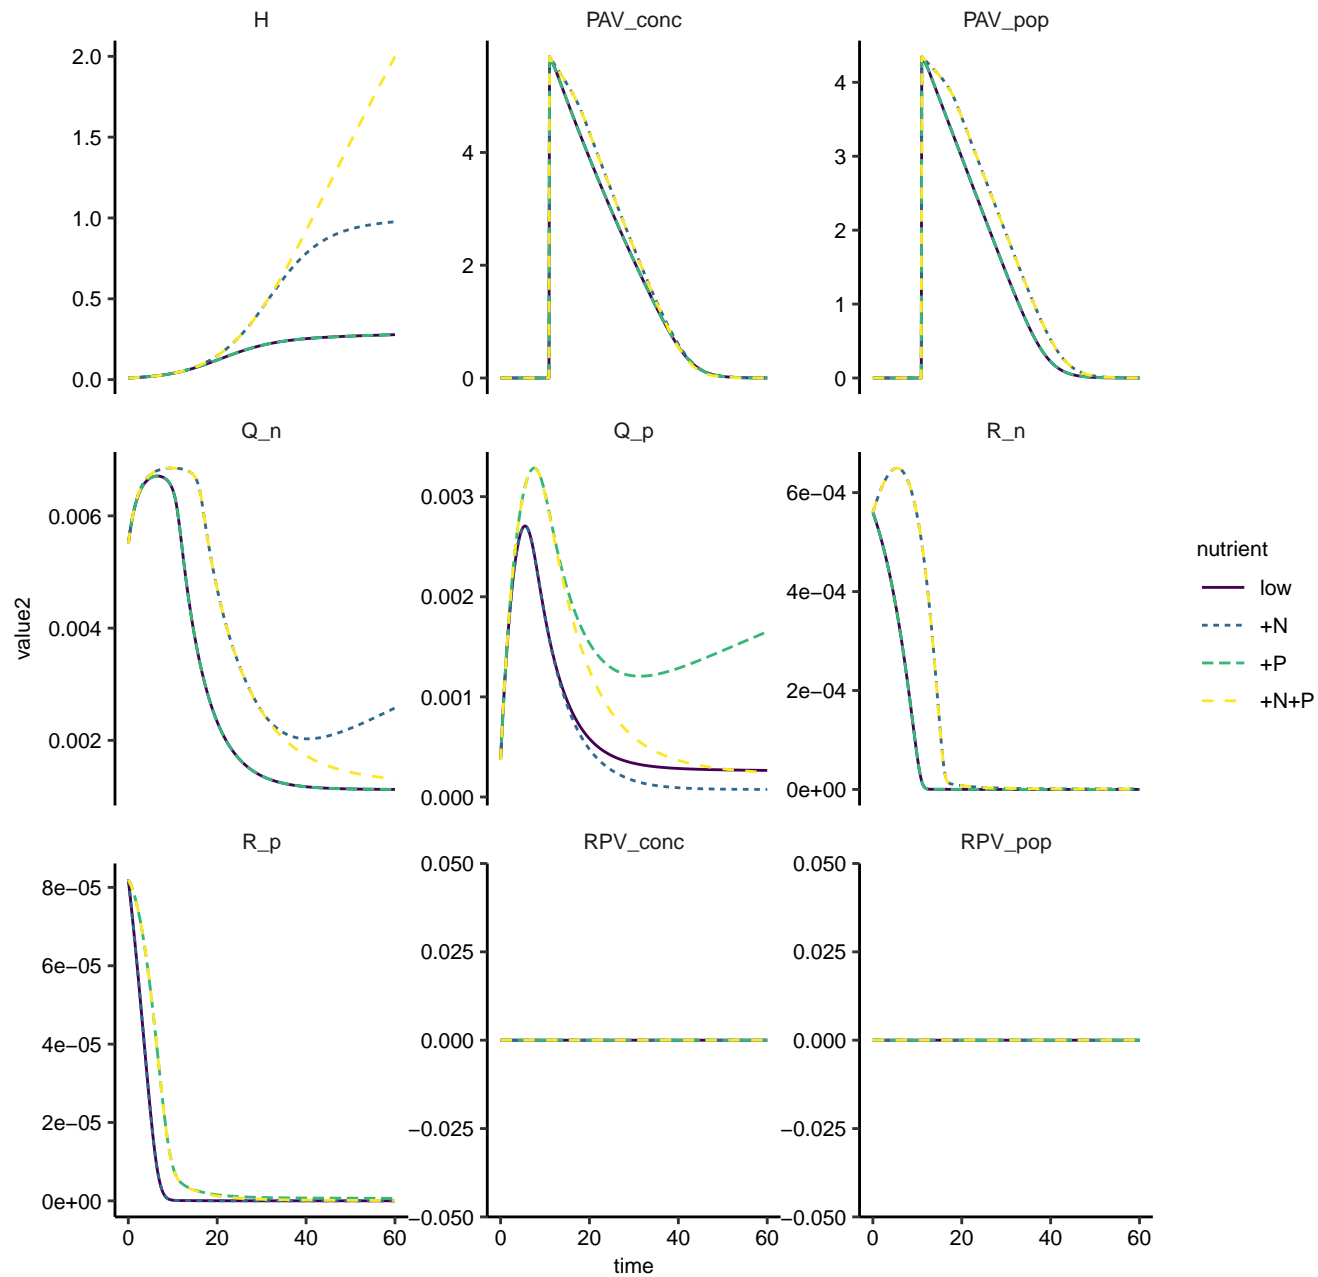 H PAV_conc PAV_pop
2.0
1.5
1.0
0.5
0.0
4
2
0
4
3
2
1
0
Q_n Q_p R_n
0.006
0.004
0.002
0.003
0.002
0.001
0.000
6e−04
4e−04
2e−04
0e+00
R_p RPV_conc RPV_pop
8e−05
6e−05
4e−05
2e−05
0e+00
0.050
0.025
0.000
−0.025
−0.050
0.050
0.025
0.000
−0.025
−0.050
0 20 40 60 0 20 40 60 0 20 40 60
time
value2
nutrient
low
+N
+P
+N+P